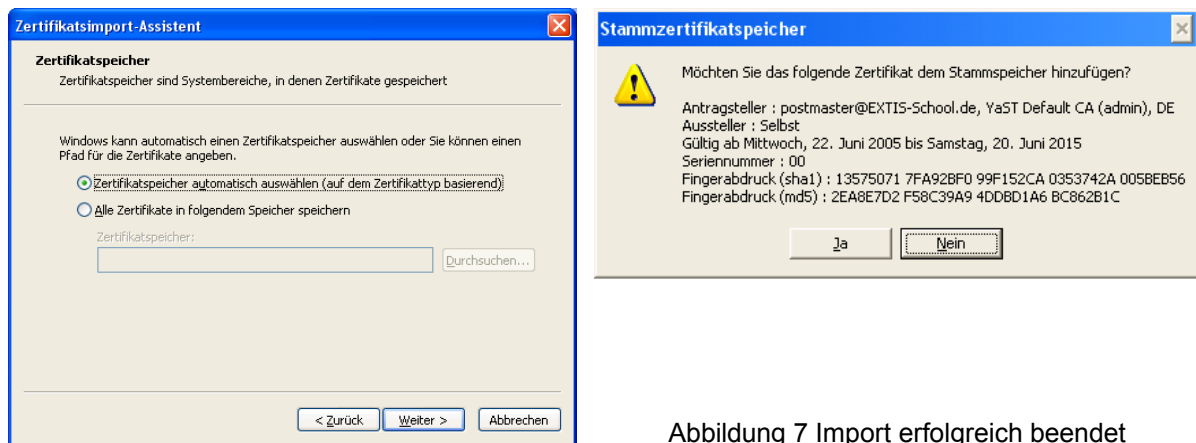 Zertifikatsimport-Assistent
Zertifikatspeicher
Zertifikatspeicher sind Systembereiche, in denen Zertifikate gespeichert
Windows kann automatisch einen Zertifikatspeicher auswählen oder Sie können einen
Pfad für die Zertifikate angeben.
Zertifikatspeicher automatisch auswählen (auf dem Zertifikattyp basierend)
Alle Zertifikate in folgendem Speicher speichern
Zertifikatspeicher:
Durchsuchen...
< Zurück
Weiter >
Abbrechen
Stammzertifikatspeicher
Möchten Sie das folgende Zertifikat dem Stammspeicher hinzufügen?
Antragsteller : postmaster@EXTIS-School.de, YaST Default CA (admin), DE
Aussteller : Selbst
Gültig ab Mittwoch, 22. Juni 2005 bis Samstag, 20. Juni 2015
Seriennummer : 00
Fingerabdruck (sha1) : 13575071 7FA92BF0 99F152CA 0353742A 005BEB56
Fingerabdruck (md5) : 2EA8E7D2 F58C39A9 4DDBD1A6 BC862B1C
Ja
Nein
Abbildung 7 Import erfolgreich beendet